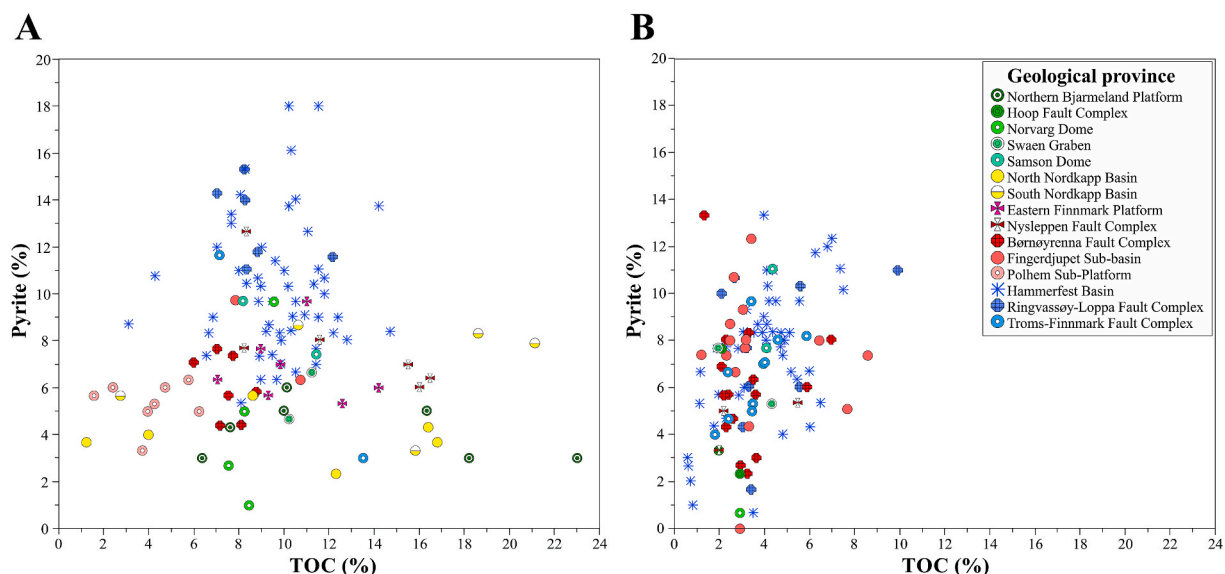 A
B
20
18
16
14
12
10
8
6
4
2
0
Pyrite (%)
0 2 4 6 8 10 12 14 16 18 20 22 24
TOC (%)
20
18
16
14
12
10
8
6
4
2
0
Pyrite (%)
0 2 4 6 8 10 12 14 16 18 20 22 24
TOC (%)
Geological province
Northern Bjarmeland Platform
Hoop Fault Complex
Norvarg Dome
Swaen Graben
Samson Dome
North Nordkapp Basin
South Nordkapp Basin
Eastern Finnmark Platform
Nysleppen Fault Complex
Børnøyrenna Fault Complex
Fingerdjupet Sub-basin
Polhem Sub-Platform
Hammerfest Basin
Ringvassøy-Loppa Fault Complex
Troms-Finnmark Fault Complex